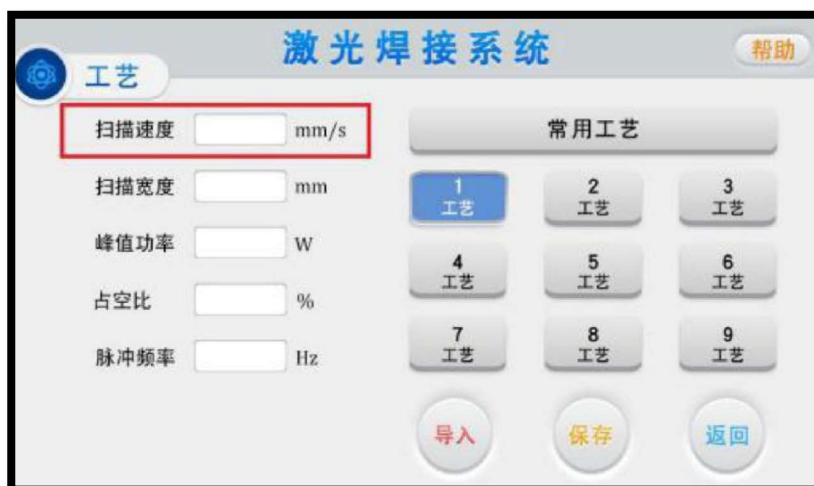 激光焊接系统
帮助
工艺
扫描速度 mm/s
扫描宽度 mm
峰值功率 W
占空比 %
脉冲频率 Hz
常用工艺
1
工艺
2
工艺
3
工艺
4
工艺
5
工艺
6
工艺
7
工艺
8
工艺
9
工艺
导入
保存
返回